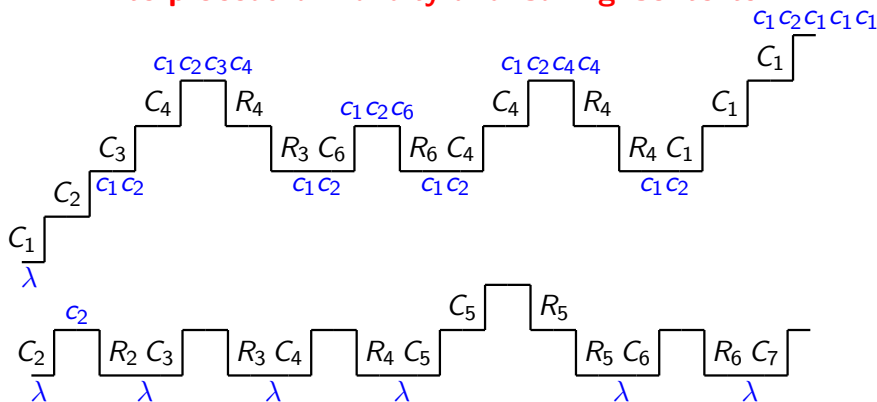 c₁c₂c₁c₁c₁
c₁c₂c₃c₄ c₁c₂c₄c₄ C₁
C₄ R₄ c₁c₂c₆ C₄ R₄ C₁
C₃ R₃ C₆ R₆ C₄ R₄ C₁
C₂ c₁c₂ c₁c₂ c₁c₂ c₁c₂
C₁
λ
C₅ R₅
c₂
C₂ R₂ C₃ R₃ C₄ R₄ C₅ R₅ C₆ R₆ C₇
λ λ λ λ λ λ